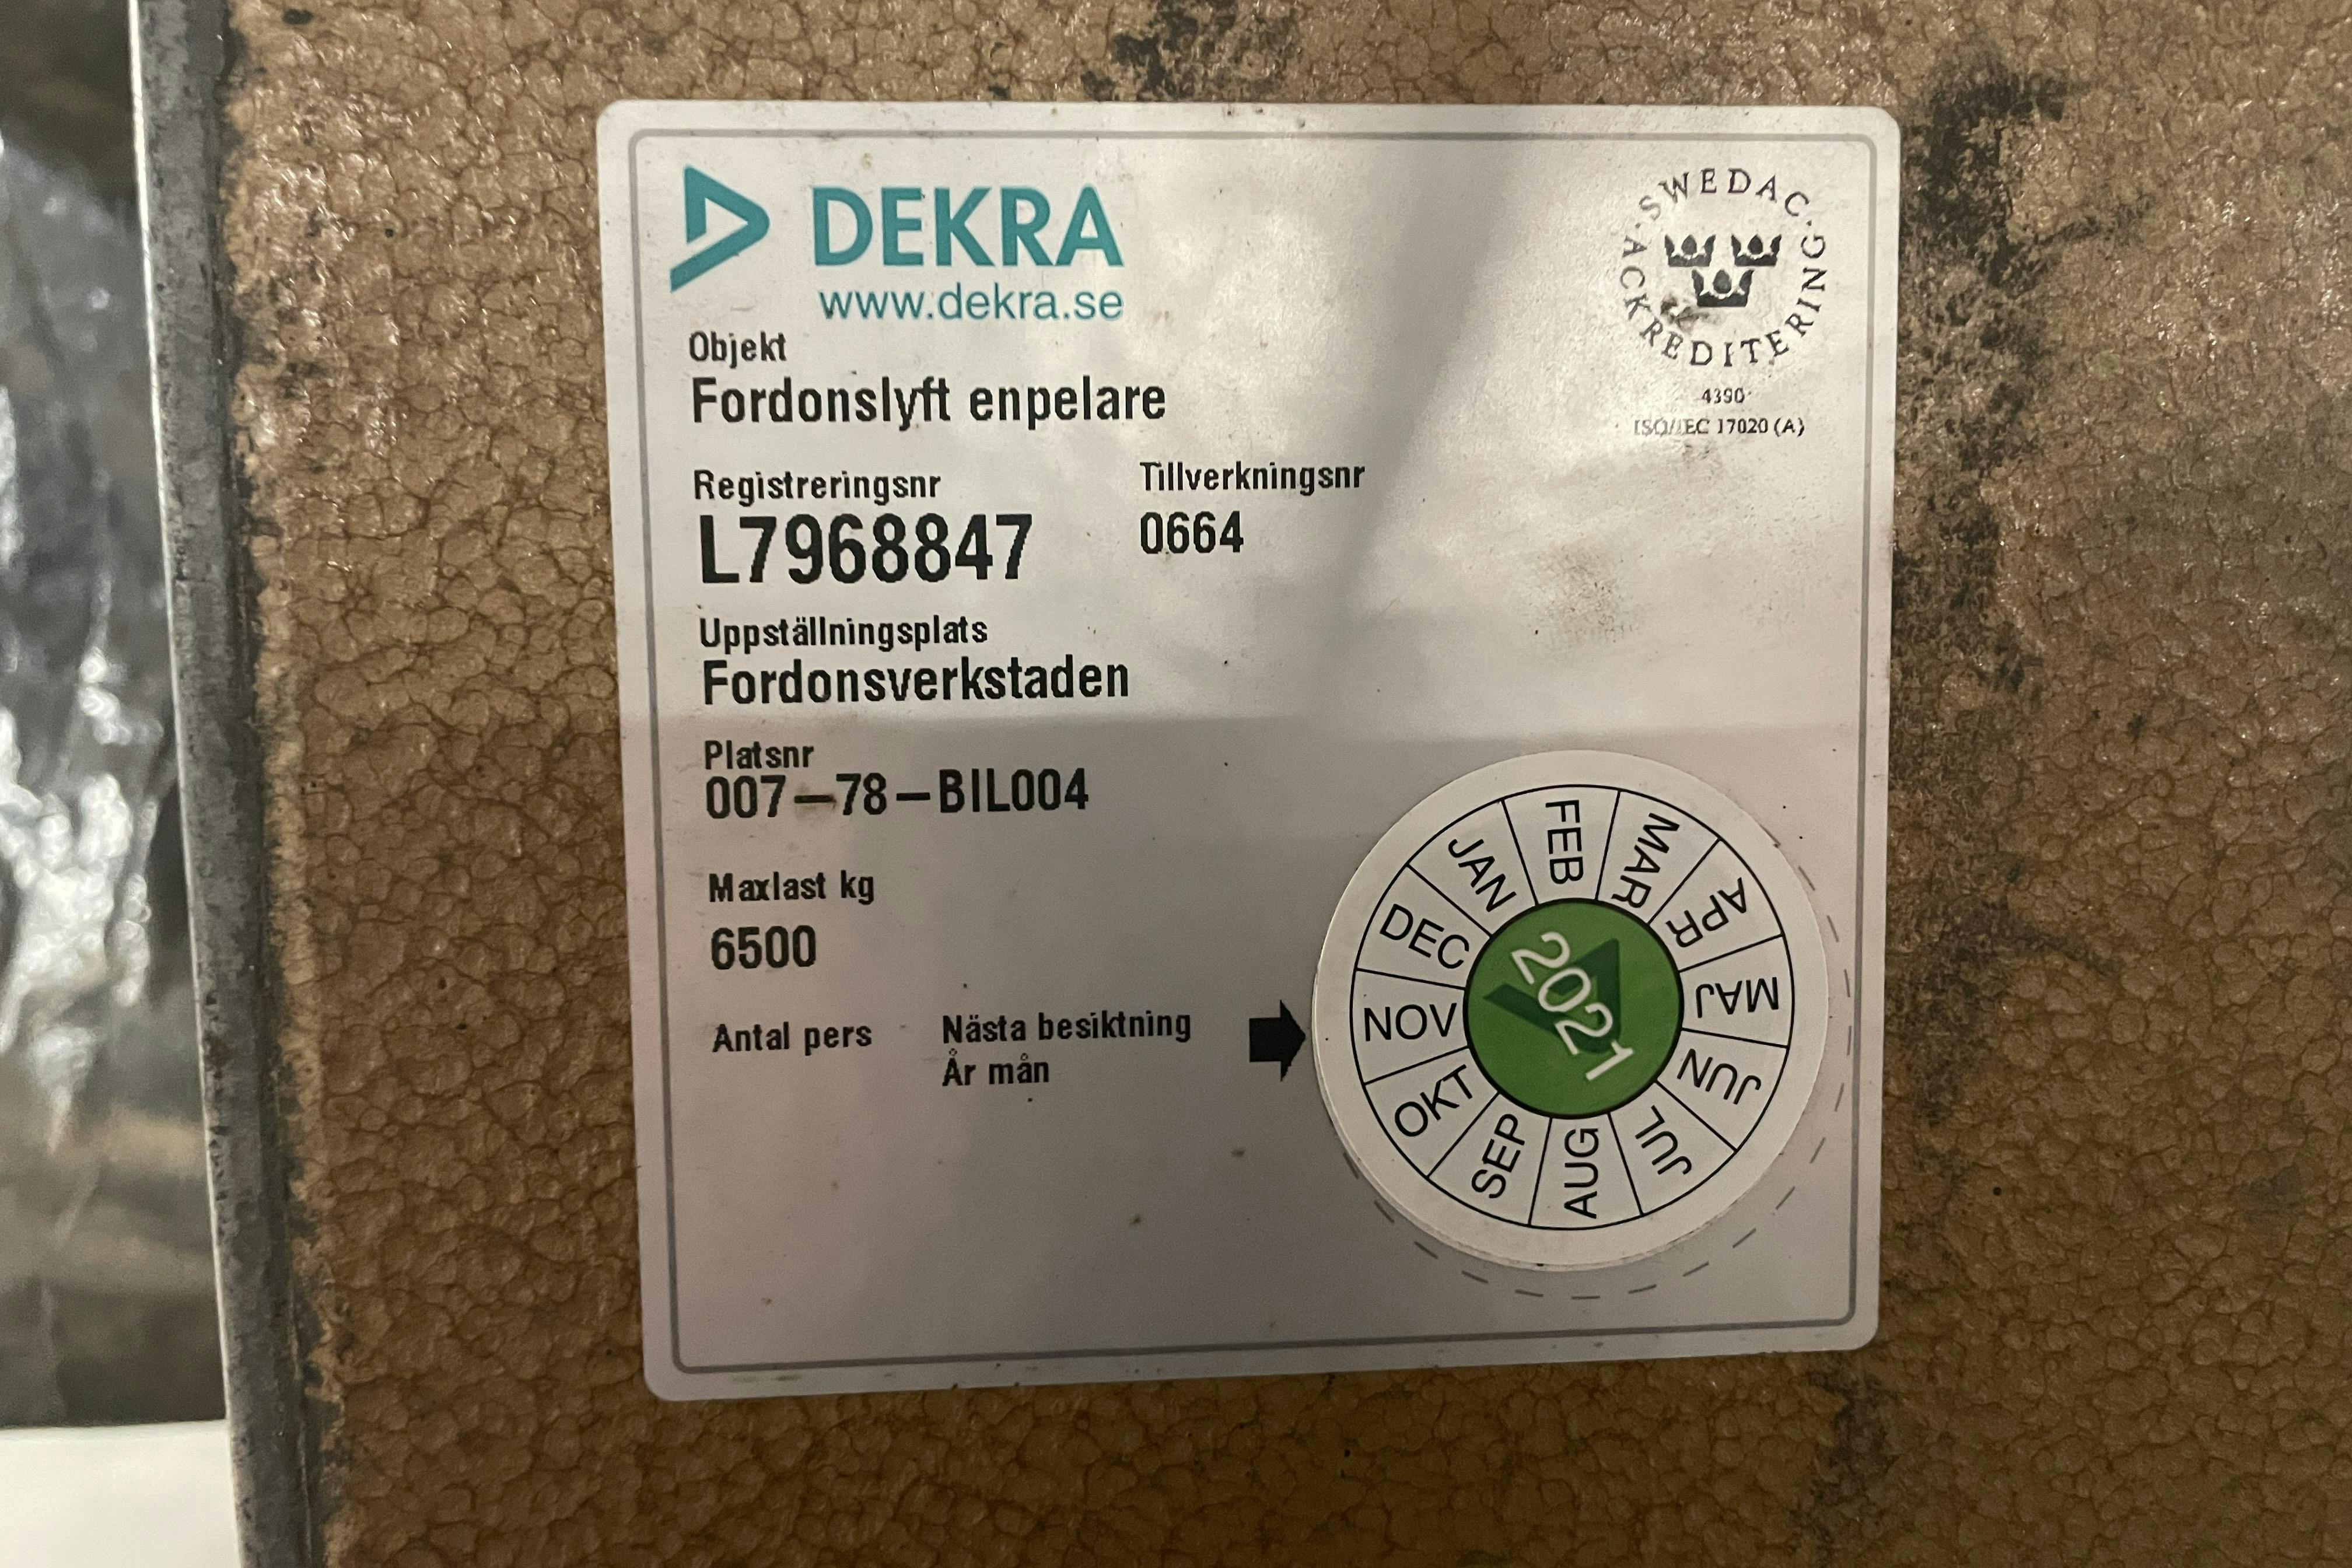 DEKRA
www.dekra.se
SWEDAC
ACKREDITERING
4390
ISO/IEC 17020 (A)
Objekt
Fordonslyft enpelare
Registreringsnr
Tillverkningsnr
L7968847
0664
Uppställningsplats
Fordonsverkstaden
Platsnr
007-78-BIL004
Maxlast kg
6500
Antal pers
Nästa besiktning
År mån
JAN
FEB
MAR
APR
MAJ
JUN
JUL
AUG
SEP
OKT
NOV
DEC
2021